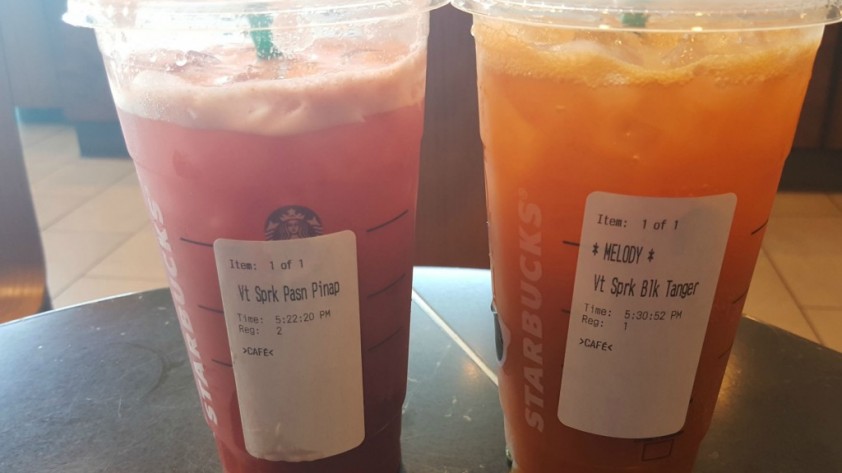 STARBUCKS
Item: 1 of 1
Vt Sprk Pasn Pinap
Time: 5:22:20 PM
Reg: 2
>CAFE<
STARBUCKS
Item: 1 of 1
* MELODY *
Vt Sprk Blk Tanger
Time: 5:30:52 PM
Reg: 1
>CAFE<